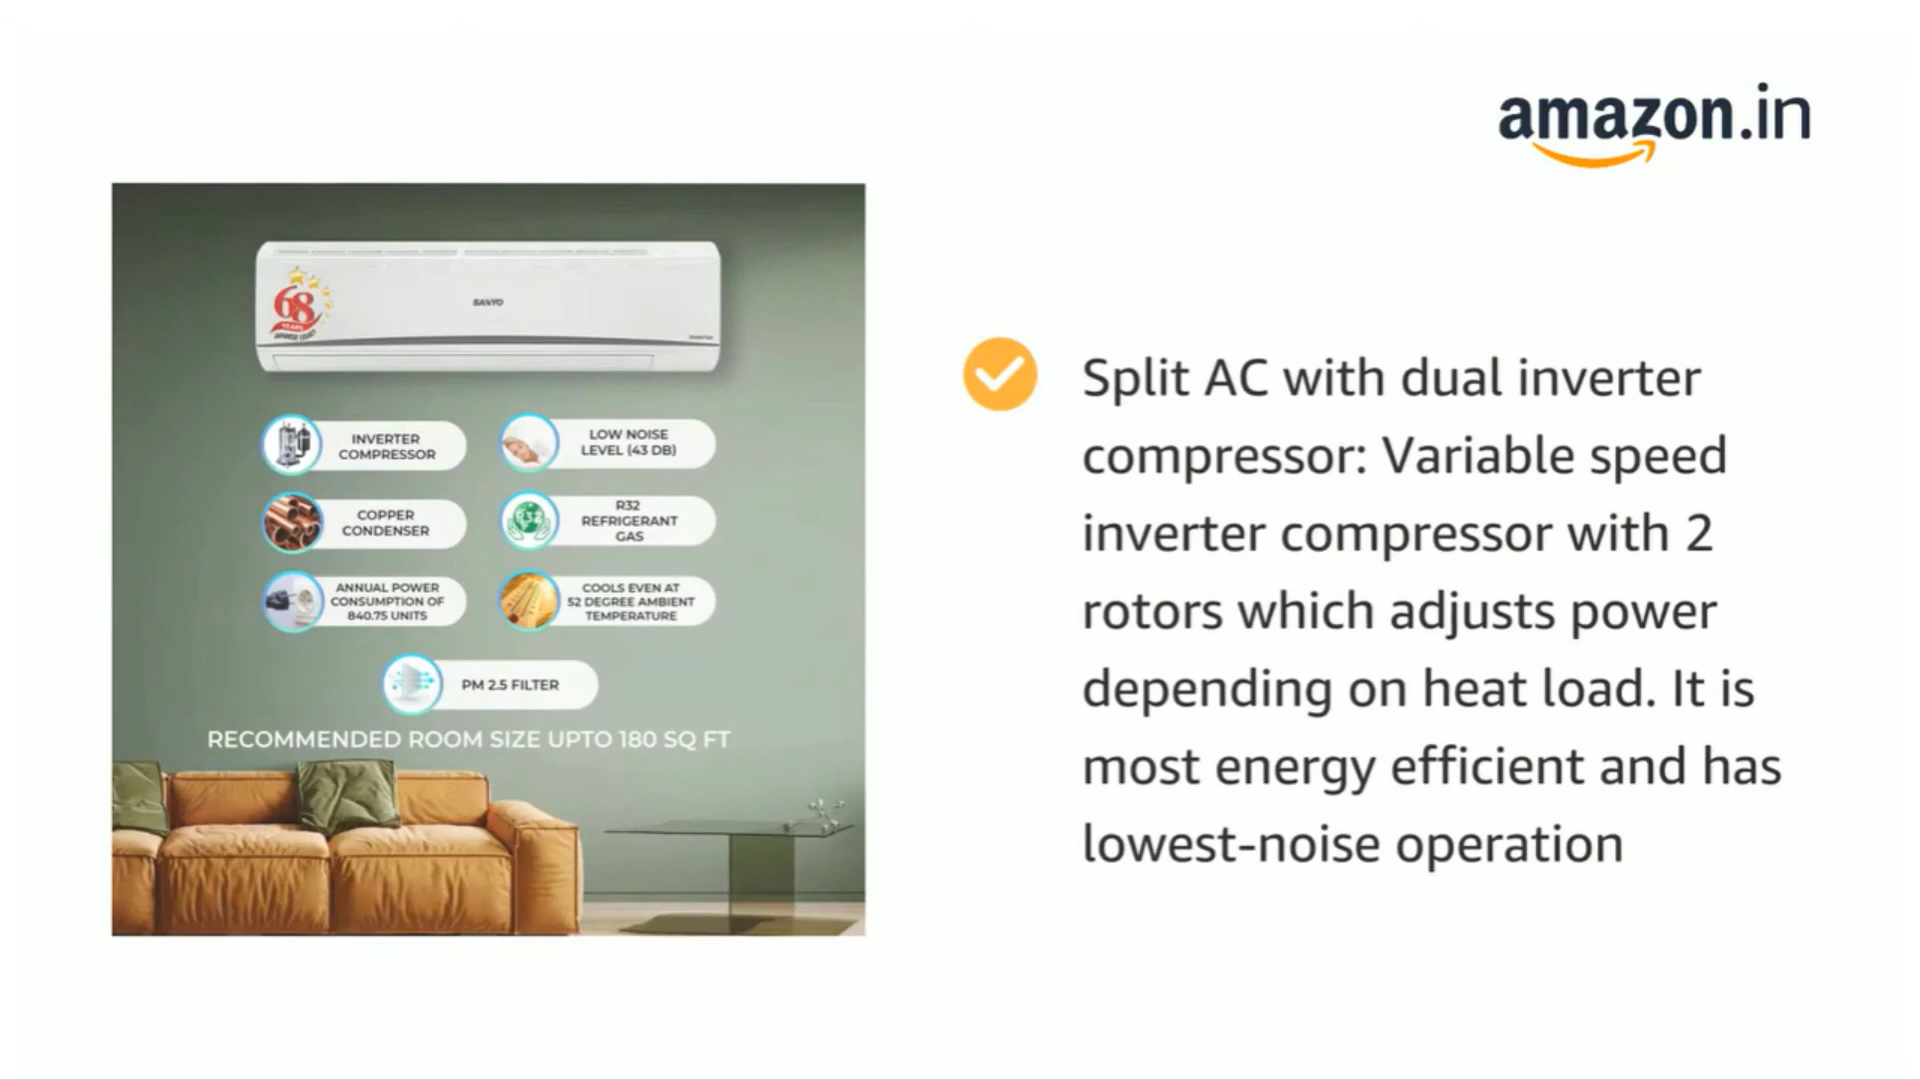 amazon.in
68
YEARS
JAPANESE LEGACY
SANYO
INVERTER
COMPRESSOR
LOW NOISE
LEVEL (43 DB)
COPPER
CONDENSER
R32
R32
REFRIGERANT
GAS
ANNUAL POWER
CONSUMPTION OF
840.75 UNITS
COOLS EVEN AT
52 DEGREE AMBIENT
TEMPERATURE
PM 2.5 FILTER
RECOMMENDED ROOM SIZE UPTO 180 SQ FT
Split AC with dual inverter
compressor: Variable speed
inverter compressor with 2
rotors which adjusts power
depending on heat load. It is
most energy efficient and has
lowest-noise operation